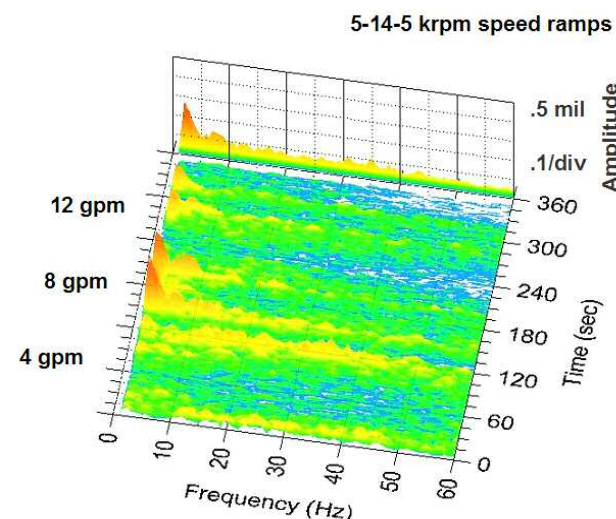 5-14-5 krpm speed ramps
.5 mil
.1/div
Amplitude
12 gpm
8 gpm
4 gpm
360
300
240
180
120
60
0
Time (sec)
0
10
20
30
40
50
60
Frequency (Hz)